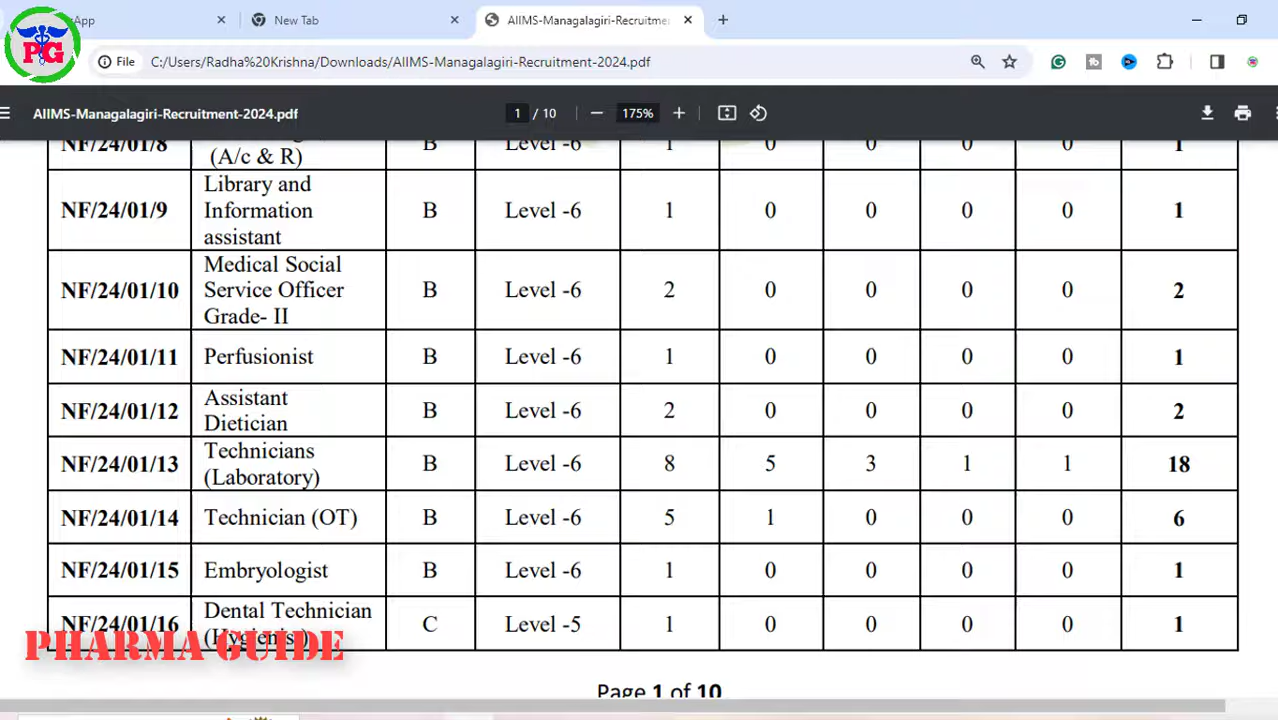 App
New Tab
AIIMS-Managalagiri-Recruitme
PG
File C:/Users/Radha%20Krishna/Downloads/AIIMS-Managalagiri-Recruitment-2024.pdf
AIIMS-Managalagiri-Recruitment-2024.pdf 1 / 10 175%
NF/24/01/8 (A/c & R) B Level -6 1 0 0 0 0 1
NF/24/01/9 Library and Information assistant B Level -6 1 0 0 0 0 1
NF/24/01/10 Medical Social Service Officer Grade- II B Level -6 2 0 0 0 0 2
NF/24/01/11 Perfusionist B Level -6 1 0 0 0 0 1
NF/24/01/12 Assistant Dietician B Level -6 2 0 0 0 0 2
NF/24/01/13 Technicians (Laboratory) B Level -6 8 5 3 1 1 18
NF/24/01/14 Technician (OT) B Level -6 5 1 0 0 0 6
NF/24/01/15 Embryologist B Level -6 1 0 0 0 0 1
NF/24/01/16 Dental Technician (Hygienist) C Level -5 1 0 0 0 0 1
PHARMA GUIDE
Page 1 of 10